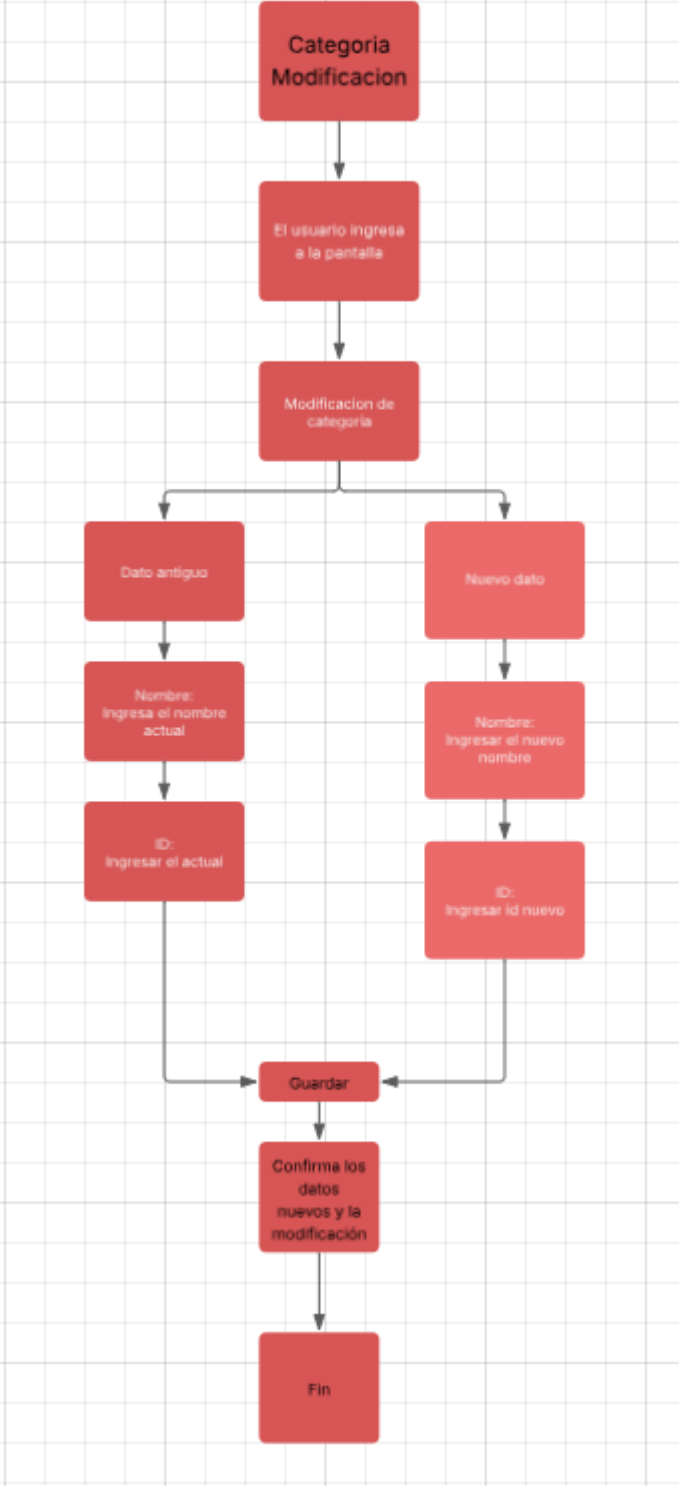 Categoria
Modificacion
El usuario ingresa
a la pantalla
Modificacion de
categoria
Dato antiguo
Nombre:
Ingresa el nombre
actual
ID:
Ingresar el actual
Nuevo dato
Nombre:
Ingresar el nuevo
nombre
ID:
Ingresar id nuevo
Guardar
Confirma los
datos
nuevos y la
modificación
Fin